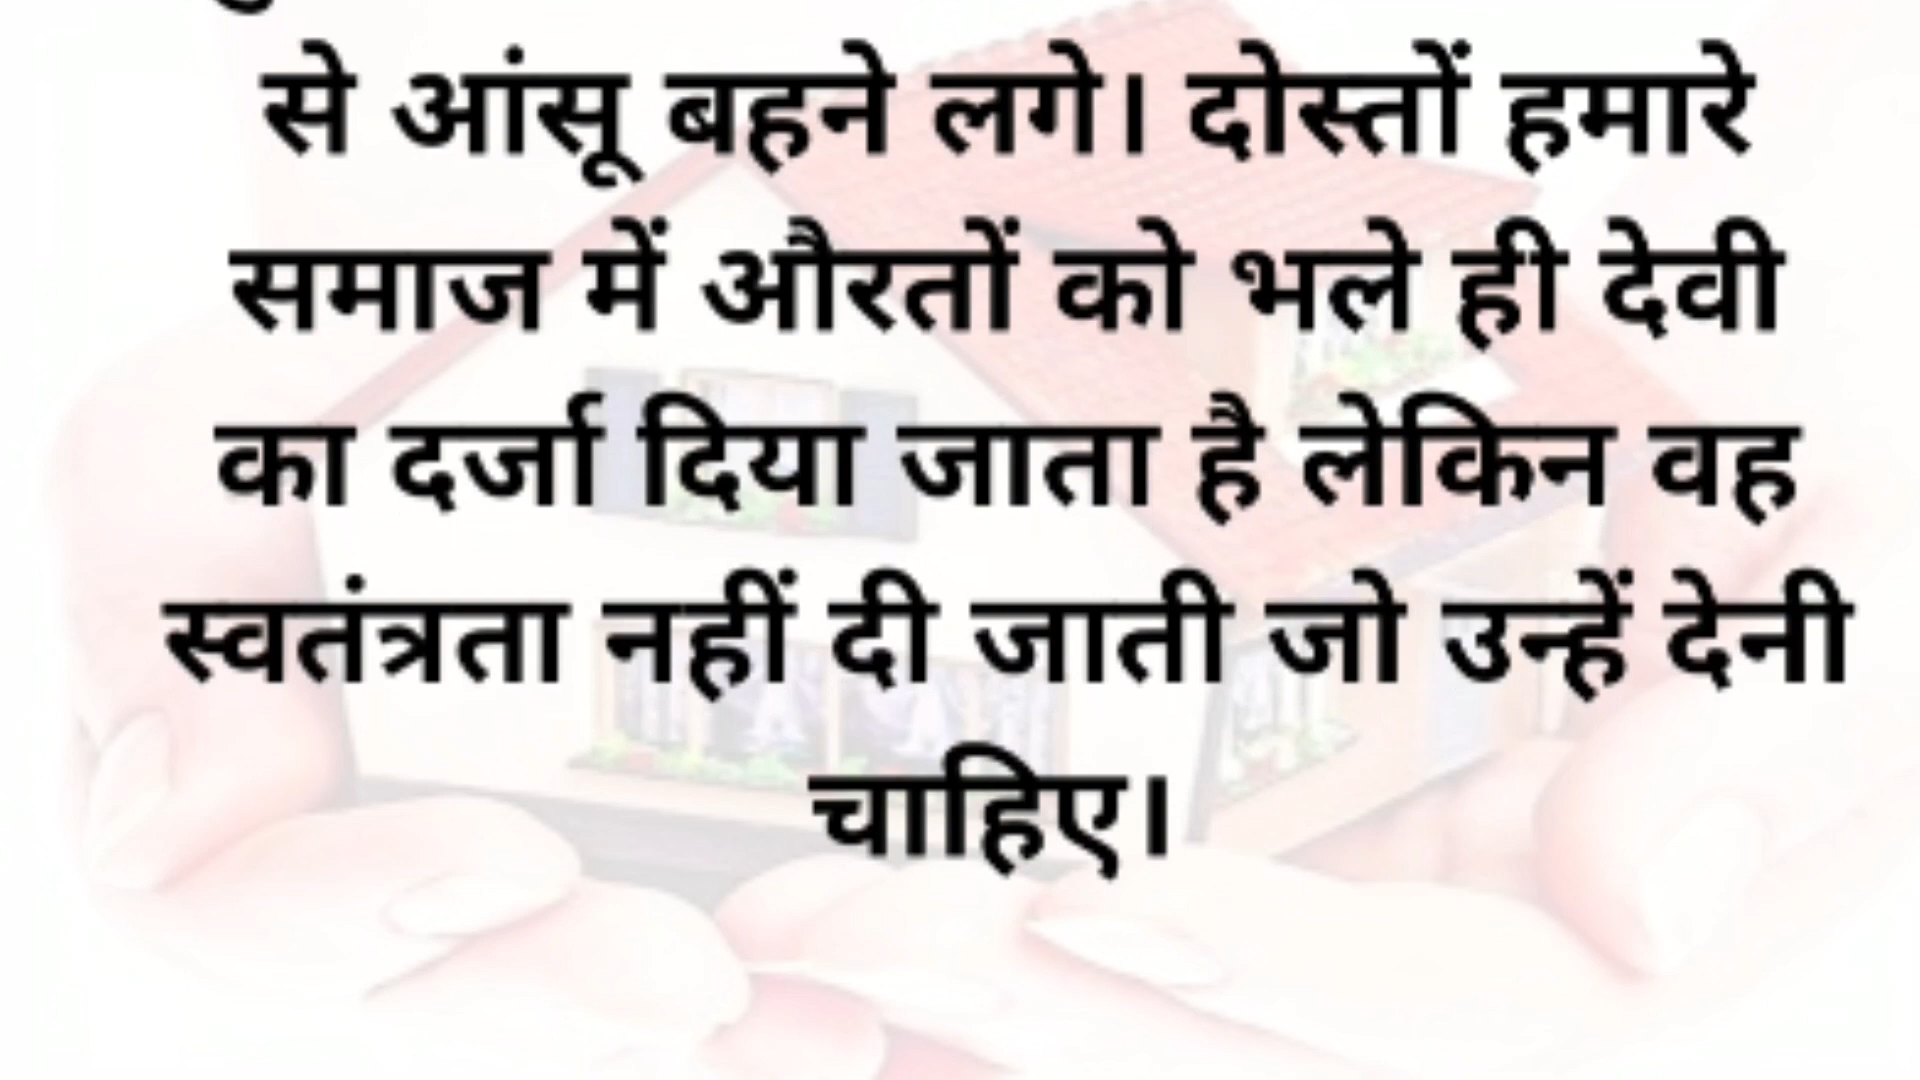 से आंसू बहने लगे। दोस्तों हमारे
समाज में औरतों को भले ही देवी
का दर्जा दिया जाता है लेकिन वह
स्वतंत्रता नहीं दी जाती जो उन्हें देनी
चाहिए।